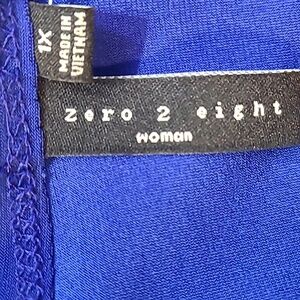 1X
MADE IN
VIETNAM
zero 2 eight
woman